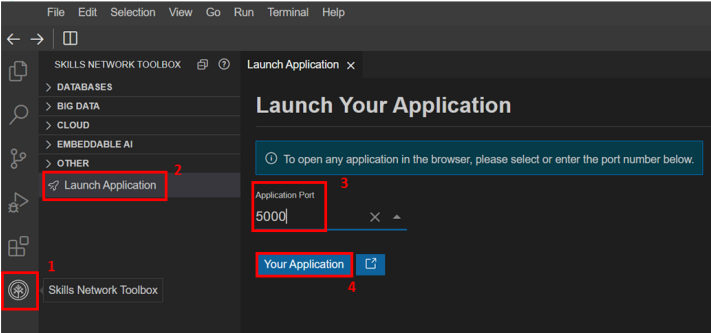 File Edit Selection View Go Run Terminal Help
SKILLS NETWORK TOOLBOX
Launch Application
DATABASES
BIG DATA
CLOUD
EMBEDDABLE AI
OTHER
2
Launch Application
1
Skills Network Toolbox
Launch Your Application
To open any application in the browser, please select or enter the port number below.
3
Application Port
5000
Your Application
4